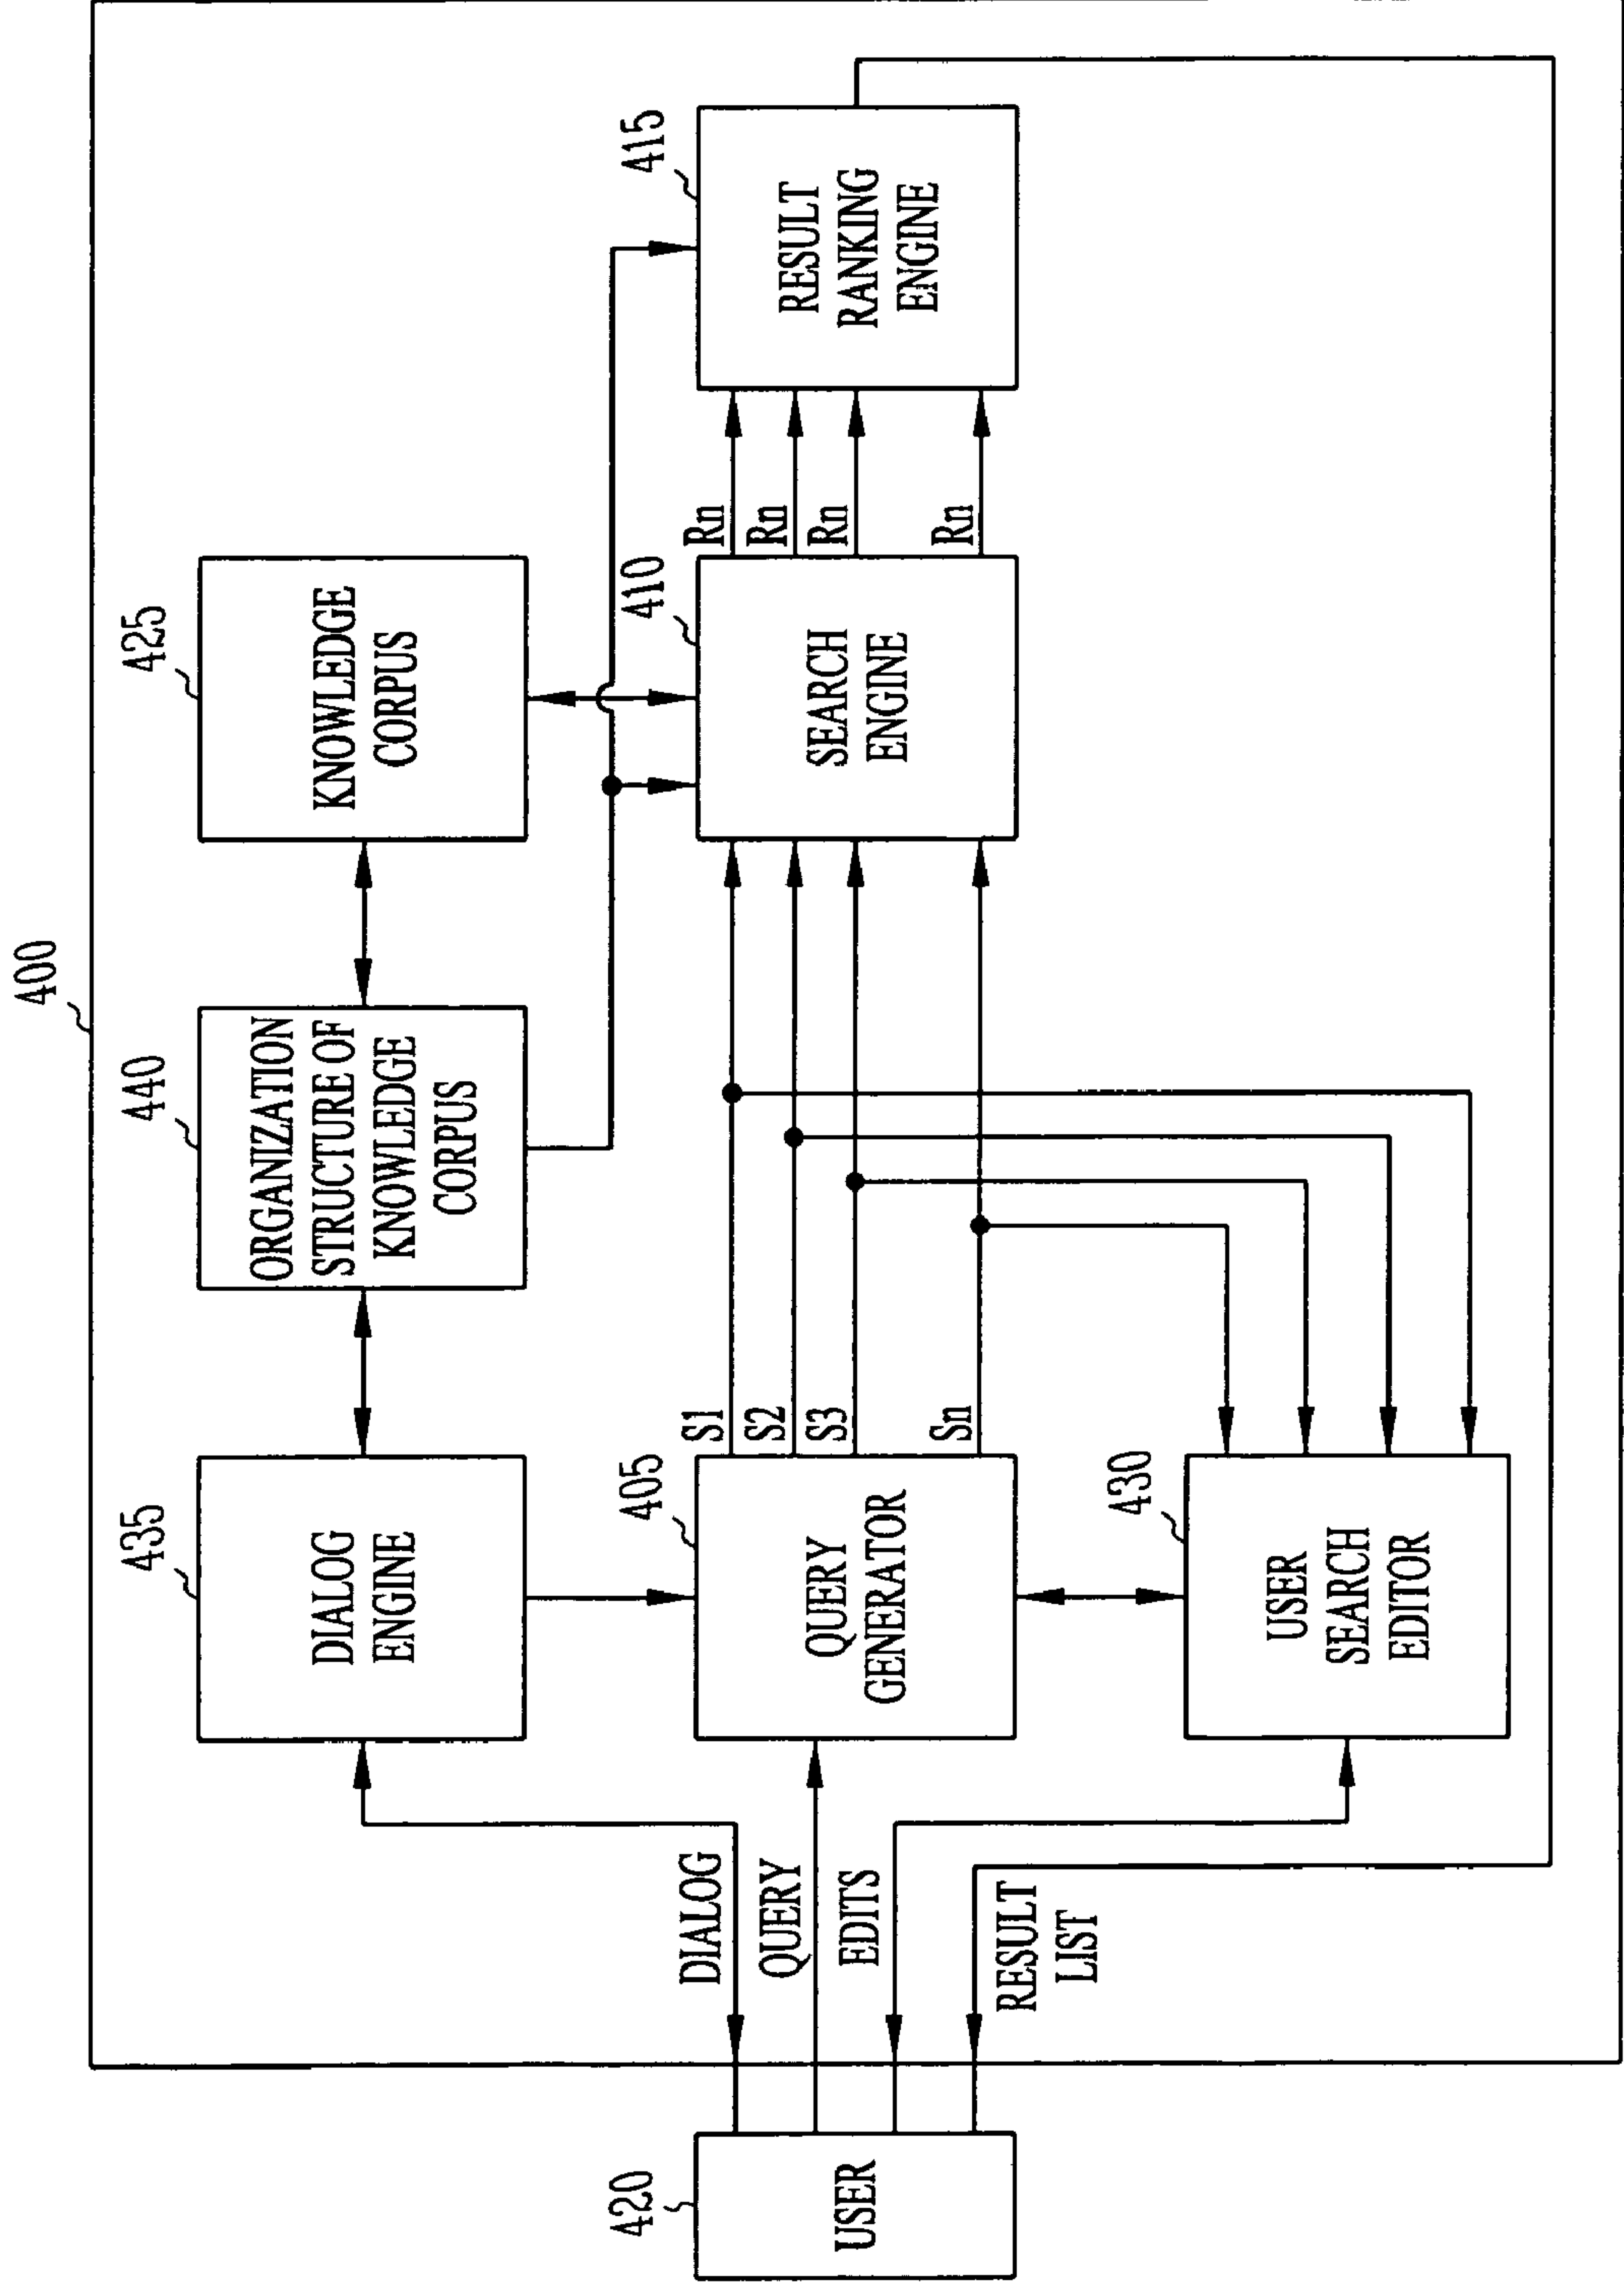 400
435
DIALOG
ENGINE
440
ORGANIZATION
STRUCTURE OF
KNOWLEDGE
CORPUS
425
KNOWLEDGE
CORPUS
420
USER
DIALOG
QUERY
EDITS
RESULT
LIST
405
QUERY
GENERATOR
S1
S2
S3
Sn
410
SEARCH
ENGINE
Rn
Rn
Rn
Rn
415
RESULT
RANKING
ENGINE
430
USER
SEARCH
EDITOR